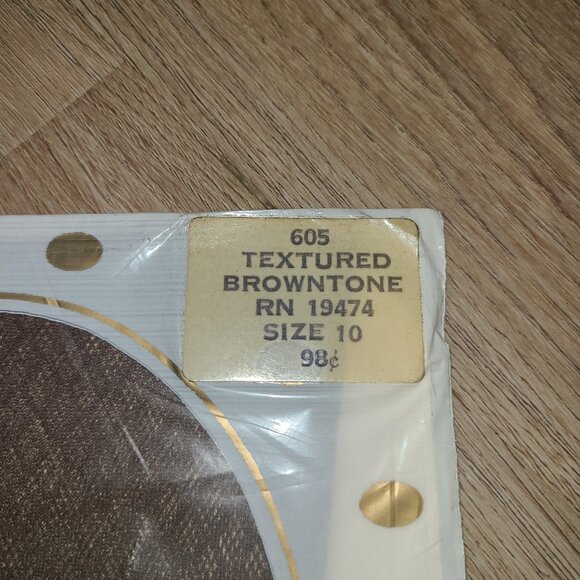 605
TEXTURED
BROWNTONE
RN 19474
SIZE 10
98¢